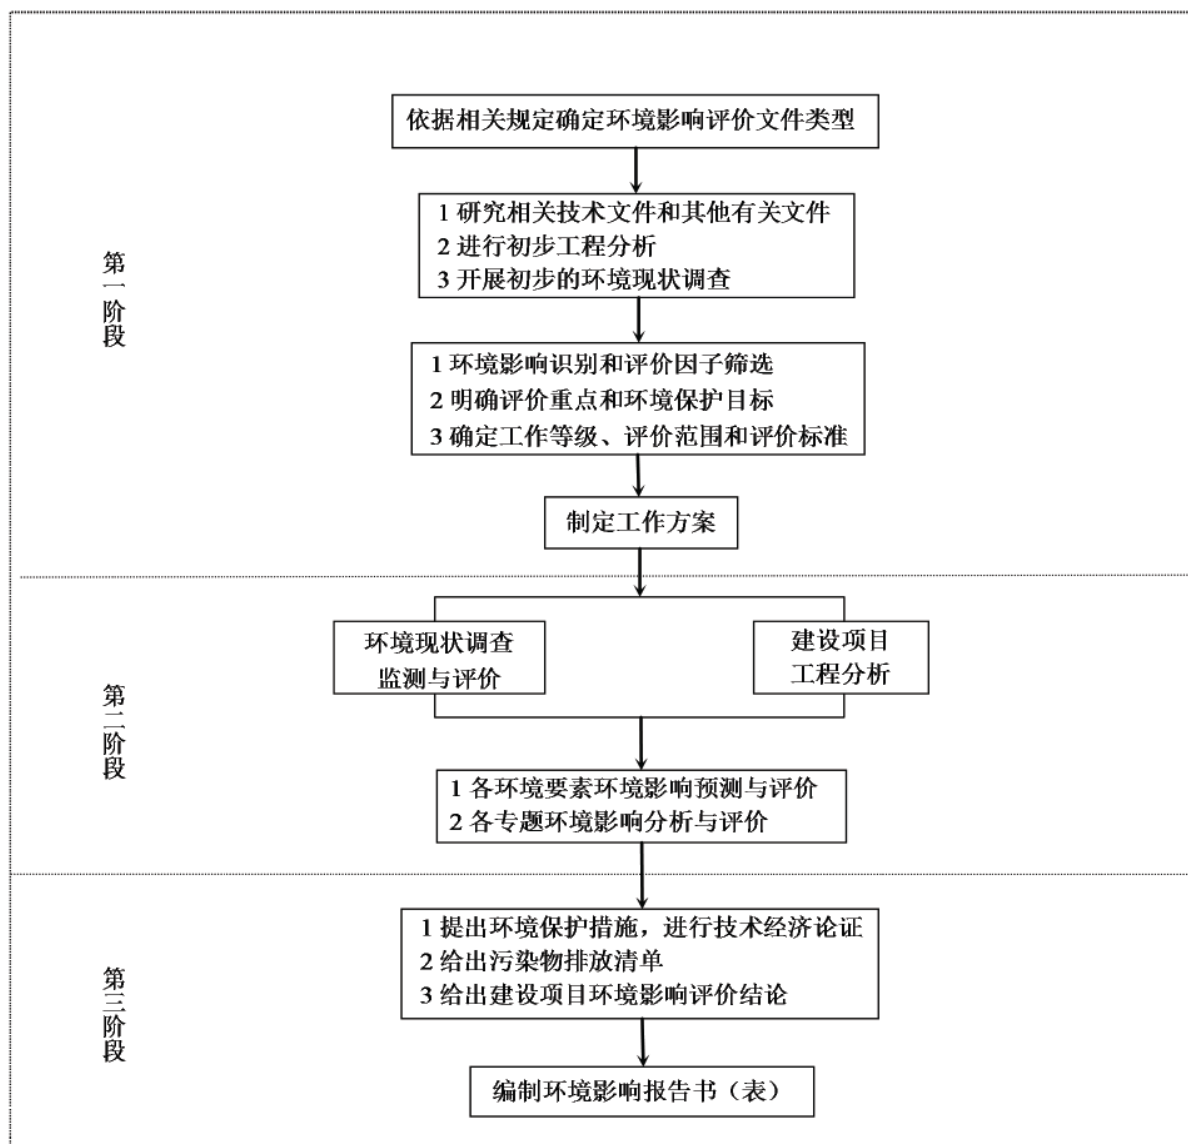 依据相关规定确定环境影响评价文件类型
1 研究相关技术文件和其他有关文件
2 进行初步工程分析
3 开展初步的环境现状调查
第一阶段
1 环境影响识别和评价因子筛选
2 明确评价重点和环境保护目标
3 确定工作等级、评价范围和评价标准
制定工作方案
环境现状调查
监测与评价
建设项目
工程分析
第二阶段
1 各环境要素环境影响预测与评价
2 各专题环境影响分析与评价
1 提出环境保护措施，进行技术经济论证
2 给出污染物排放清单
3 给出建设项目环境影响评价结论
第三阶段
编制环境影响报告书（表）